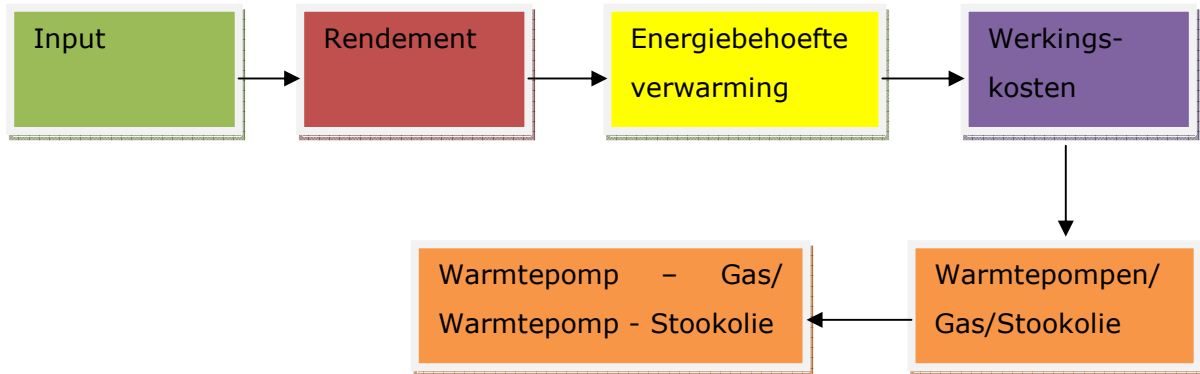 Input
Rendement
Energiebehoefte
verwarming
Werkings-
kosten
Warmtepompen/
Gas/Stookolie
Warmtepomp – Gas/
Warmtepomp - Stookolie